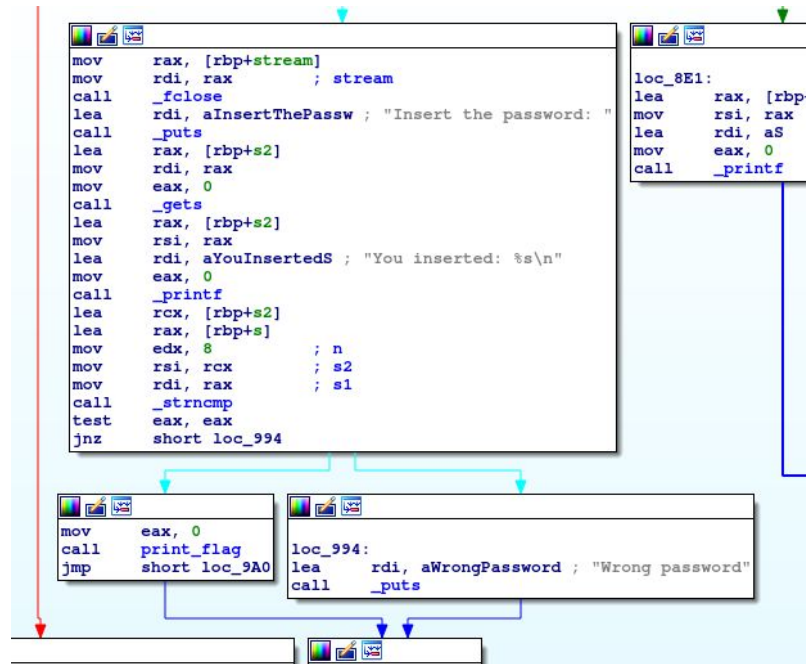 mov rax, [rbp+stream]
mov rdi, rax ; stream
call _fclose
lea rdi, aInsertThePassw ; "Insert the password: "
call _puts
lea rax, [rbp+s2]
mov rdi, rax
mov eax, 0
call _gets
lea rax, [rbp+s2]
mov rsi, rax
lea rdi, aYouInsertedS ; "You inserted: %s\n"
mov eax, 0
call _printf
lea rcx, [rbp+s2]
lea rax, [rbp+s]
mov edx, 8 ; n
mov rsi, rcx ; s2
mov rdi, rax ; s1
call _strncmp
test eax, eax
jnz short loc_994
loc_8E1:
lea rax, [rbp+
mov rsi, rax
lea rdi, aS
mov eax, 0
call _printf
mov eax, 0
call print_flag
jmp short loc_9A0
loc_994:
lea rdi, aWrongPassword ; "Wrong password"
call _puts